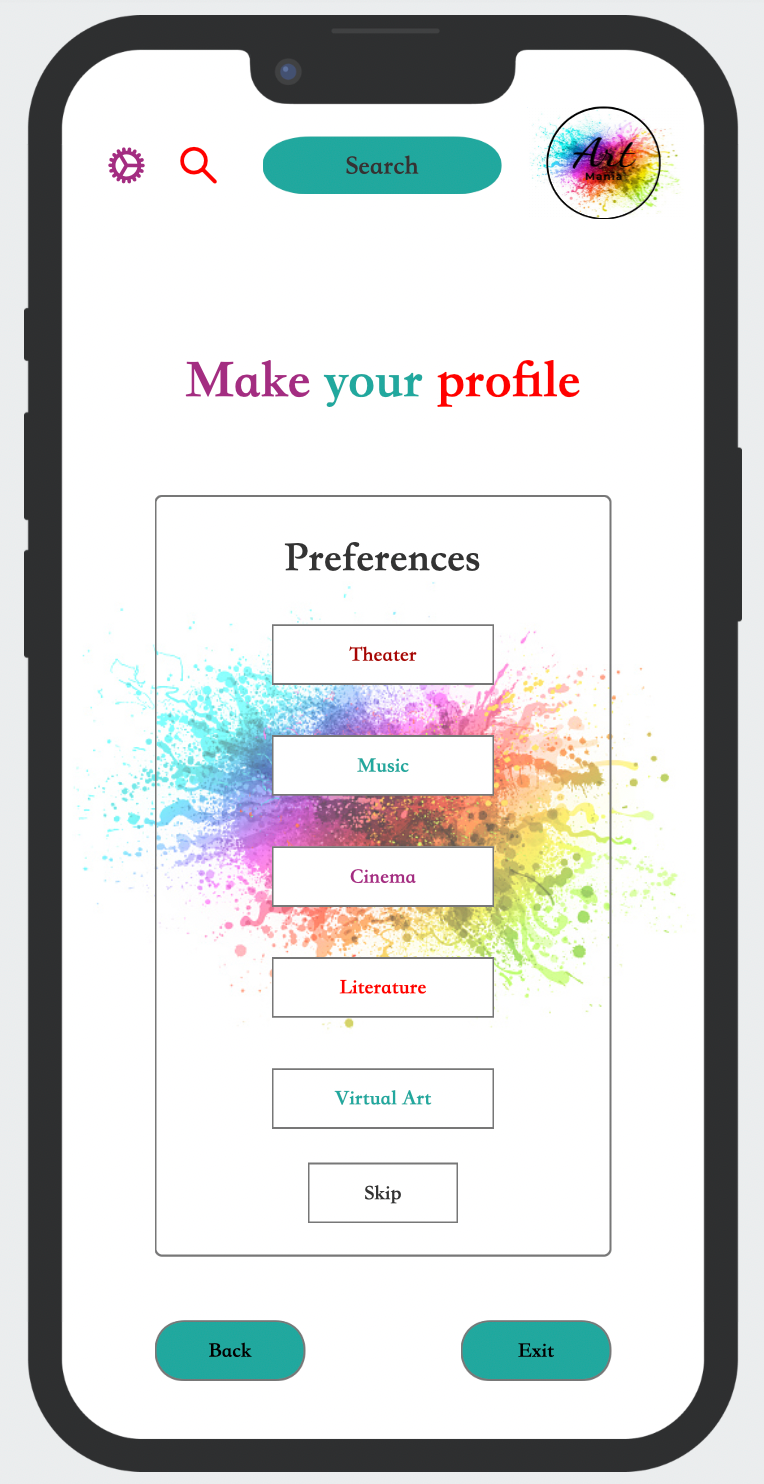 Search
Art
Mania
Make your profile
Preferences
Theater
Music
Cinema
Literature
Virtual Art
Skip
Back
Exit